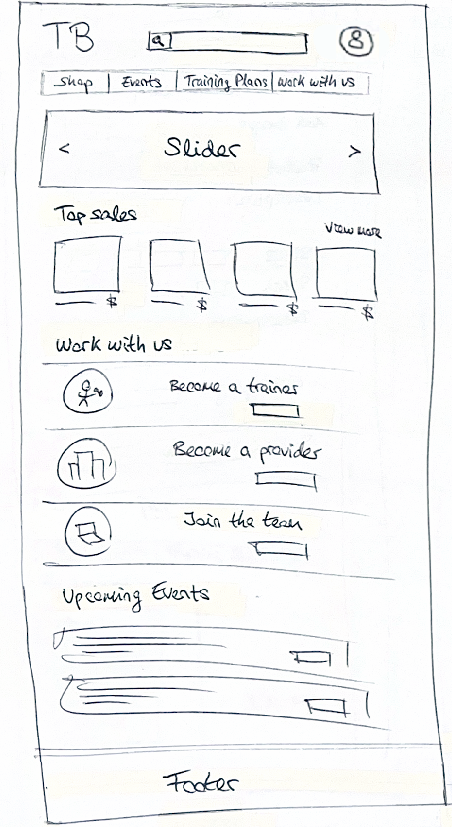 TB
Shop | Events | Training Plans | Work with us
< Slider >
Top sales
View more
$ $ $ $
Work with us
Become a trainer
Become a provider
Join the team
Upcoming Events
Footer